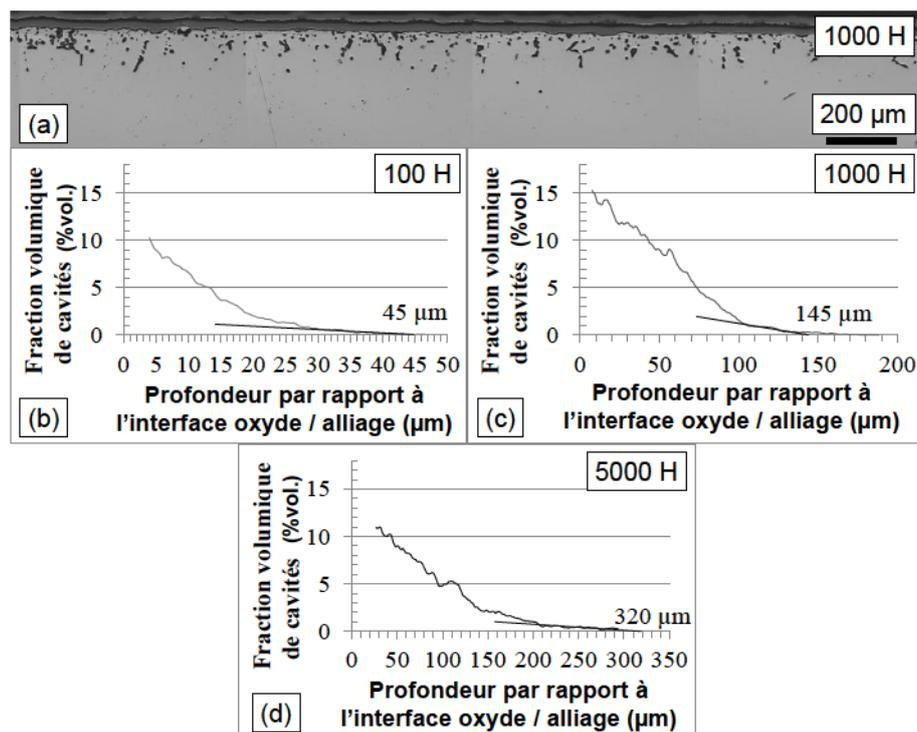 1000 H
(a)
200 µm
Fraction volumique
de cavités (%vol.)
100 H
15
10
5
0
45 µm
0 5 10 15 20 25 30 35 40 45 50
Profondeur par rapport à
l'interface oxyde / alliage (µm)
(b)
Fraction volumique
de cavités (%vol.)
1000 H
15
10
5
0
145 µm
0 50 100 150 200
Profondeur par rapport à
l'interface oxyde / alliage (µm)
(c)
Fraction volumique
de cavités (%vol.)
5000 H
15
10
5
0
320 µm
0 50 100 150 200 250 300 350
Profondeur par rapport à
l'interface oxyde / alliage (µm)
(d)